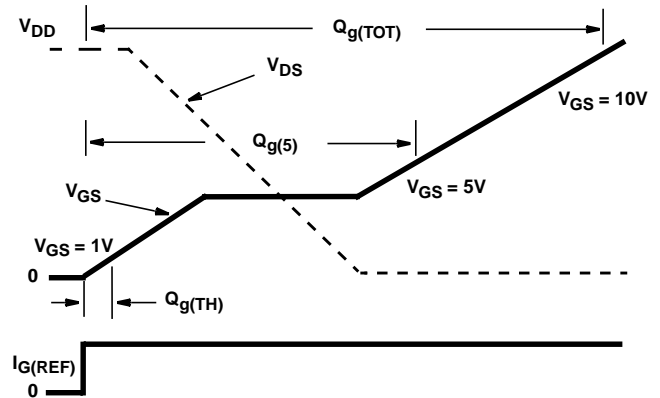 V_DD
Q_g(TOT)
V_DS
V_GS = 10V
Q_g(5)
V_GS = 5V
V_GS
V_GS = 1V
0
Q_g(TH)
I_G(REF)
0